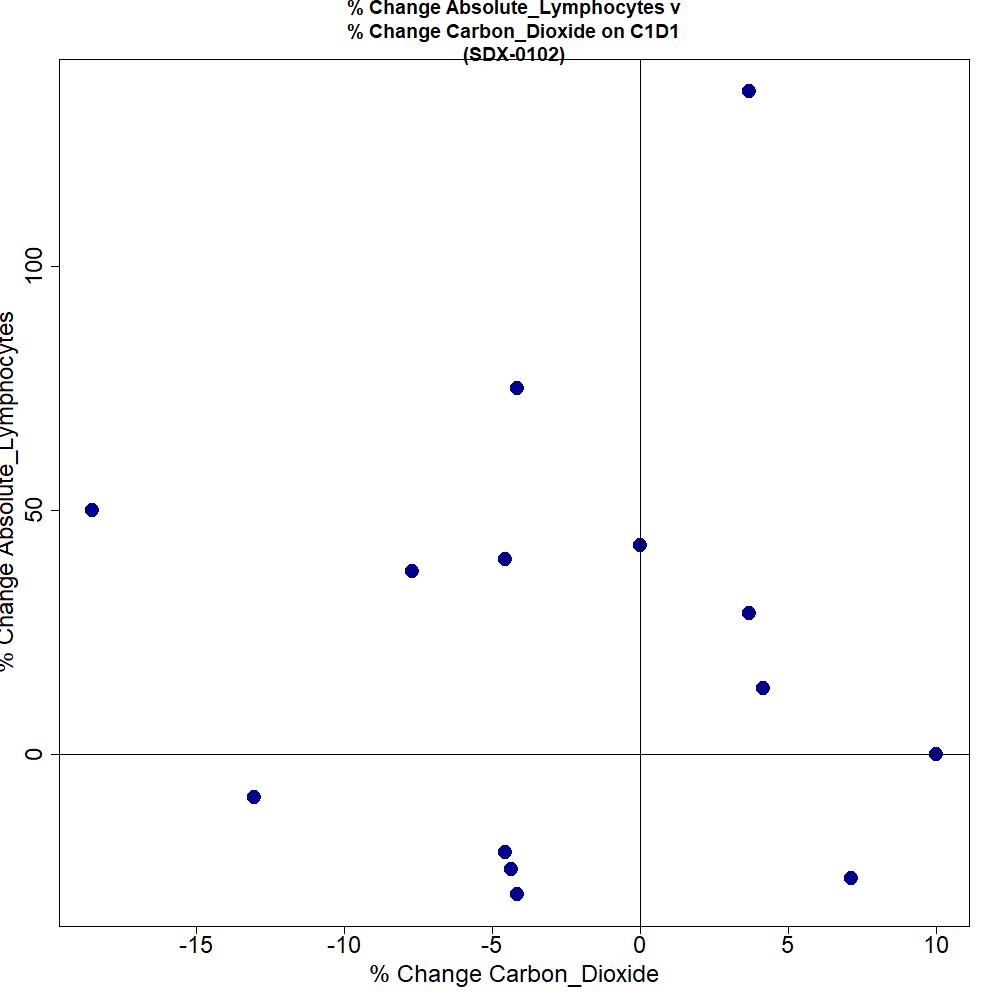 % Change Absolute_Lymphocytes v
% Change Carbon_Dioxide on C1D1
(SDX-0102)
% Change Absolute_Lymphocytes
100
50
0
-15 -10 -5 0 5 10
% Change Carbon_Dioxide